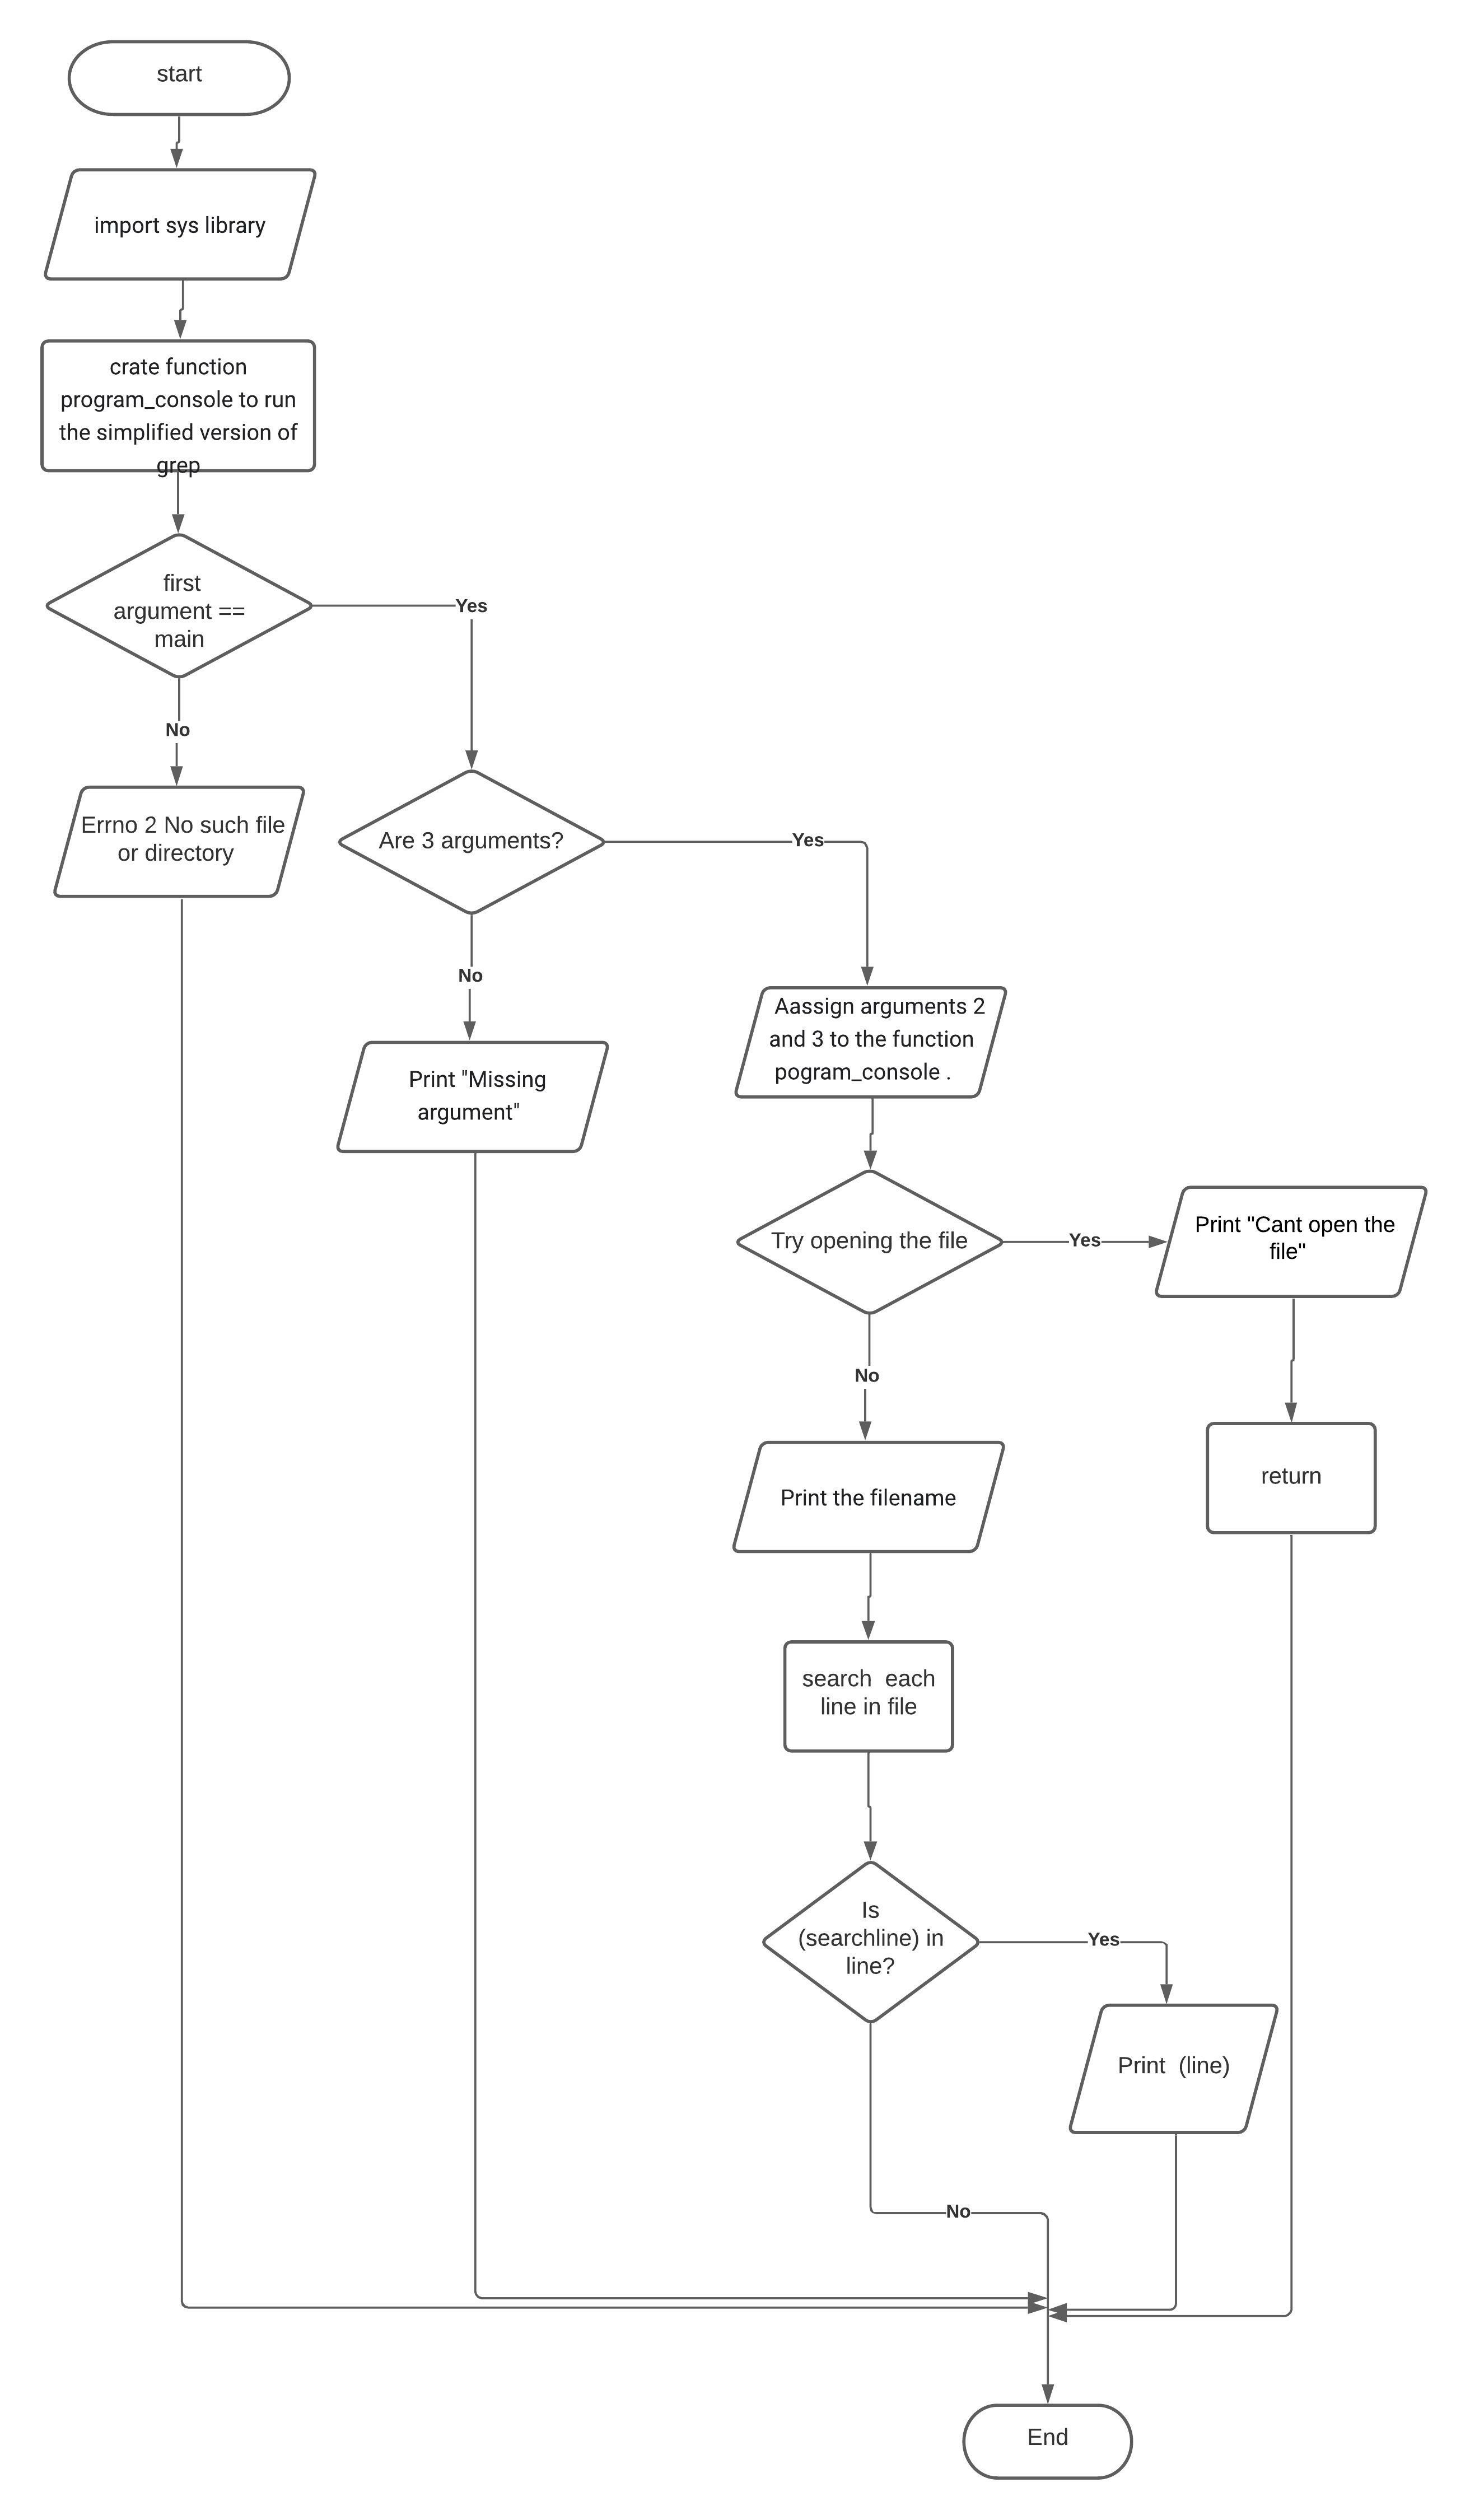 start
import sys library
crate function
program_console to run
the simplified version of
grep
first
argument ==
main
Yes
No
Errno 2 No such file
or directory
Are 3 arguments?
Yes
No
Print "Missing
argument"
Aassign arguments 2
and 3 to the function
pogram_console .
Try opening the file
Yes
Print "Cant open the
file"
No
return
Print the filename
search  each
line in file
Is
(searchline) in
line?
Yes
Print  (line)
No
End